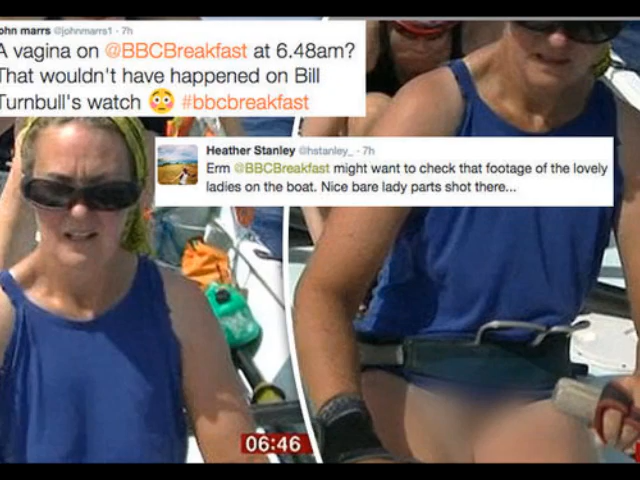 ohn marrs @johnmarrs1 · 7h
A vagina on @BBCBreakfast at 6.48am?
That wouldn't have happened on Bill
Turnbull's watch 😳 #bbcbreakfast
Heather Stanley @hstanley_ · 7h
Erm @BBCBreakfast might want to check that footage of the lovely
ladies on the boat. Nice bare lady parts shot there...
06:46